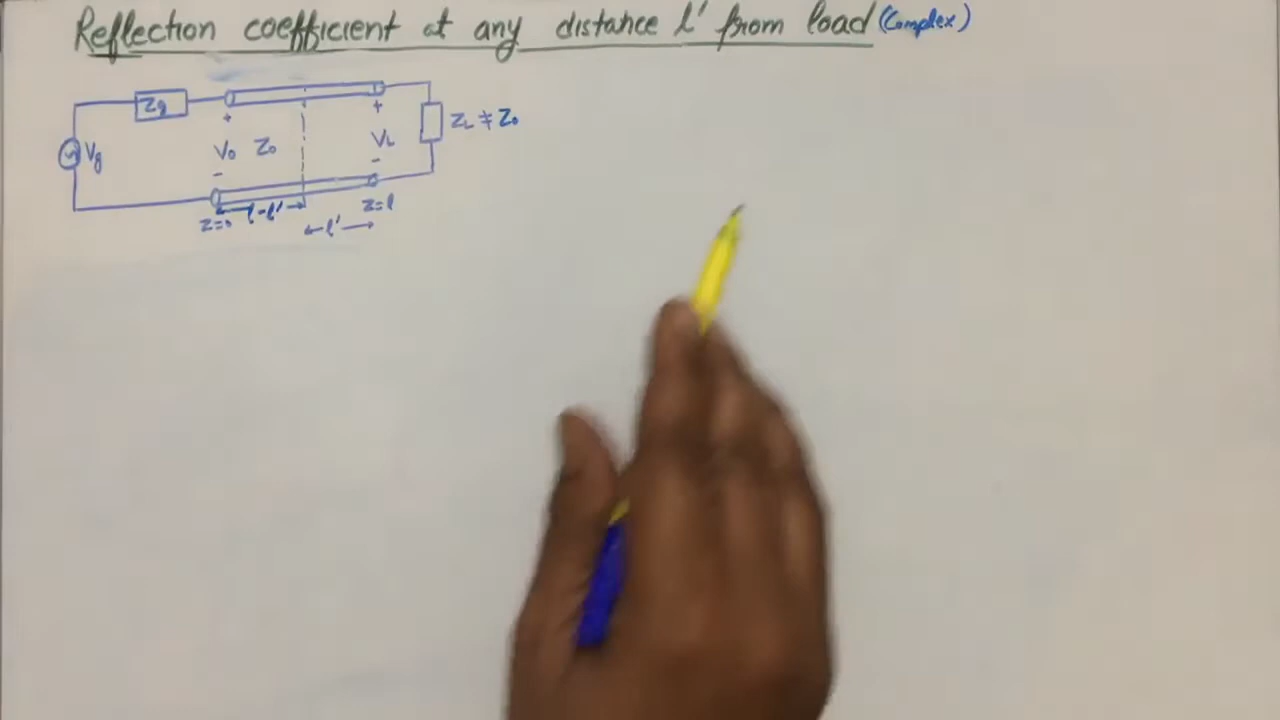 Reflection coefficient at any distance l' from load (Complex)
Zg
+ +
Vg V0 Z0 VL ZL ≠ Z0
- -
l-l'
Z=0 Z=l
l'